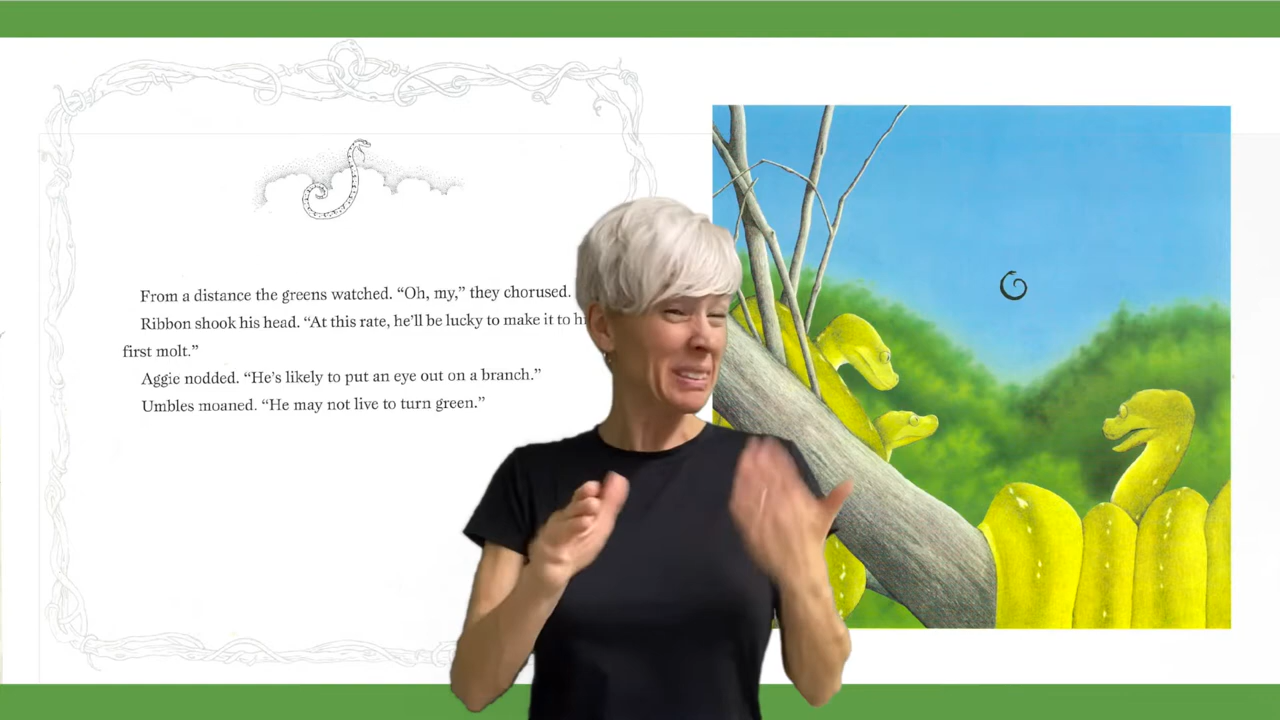 From a distance the greens watched. “Oh, my,” they chorused.
Ribbon shook his head. “At this rate, he’ll be lucky to make it to
first molt.”
Aggie nodded. “He’s likely to put an eye out on a branch.”
Umbles moaned. “He may not live to turn green.”